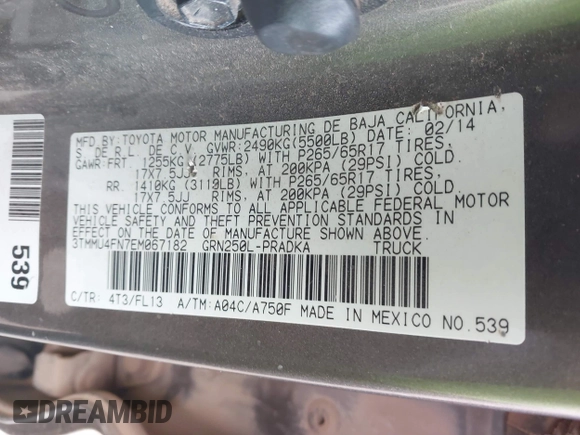 MFD.BY:TOYOTA MOTOR MANUFACTURING DE BAJA CALIFORNIA,
S. DE R.L. DE C.V. GVWR:2490KG(5500LB) DATE: 02/14
GAWR-FRT. 1255KG (2775LB) WITH P265/65R17 TIRES,
17X7.5JJ RIMS, AT 200KPA (29PSI) COLD.
RR. 1410KG (3110LB) WITH P265/65R17 TIRES,
17X7.5JJ RIMS, AT 200KPA (29PSI) COLD.
THIS VEHICLE CONFORMS TO ALL APPLICABLE FEDERAL MOTOR
VEHICLE SAFETY AND THEFT PREVENTION STANDARDS IN
EFFECT ON THE DATE OF MANUFACTURE SHOWN ABOVE.
3TMMU4FN7EM067182 GRN250L-PRADKA TRUCK
C/TR: 4T3/FL13 A/TM:A04C/A750F MADE IN MEXICO NO.539
539
DREAMBID